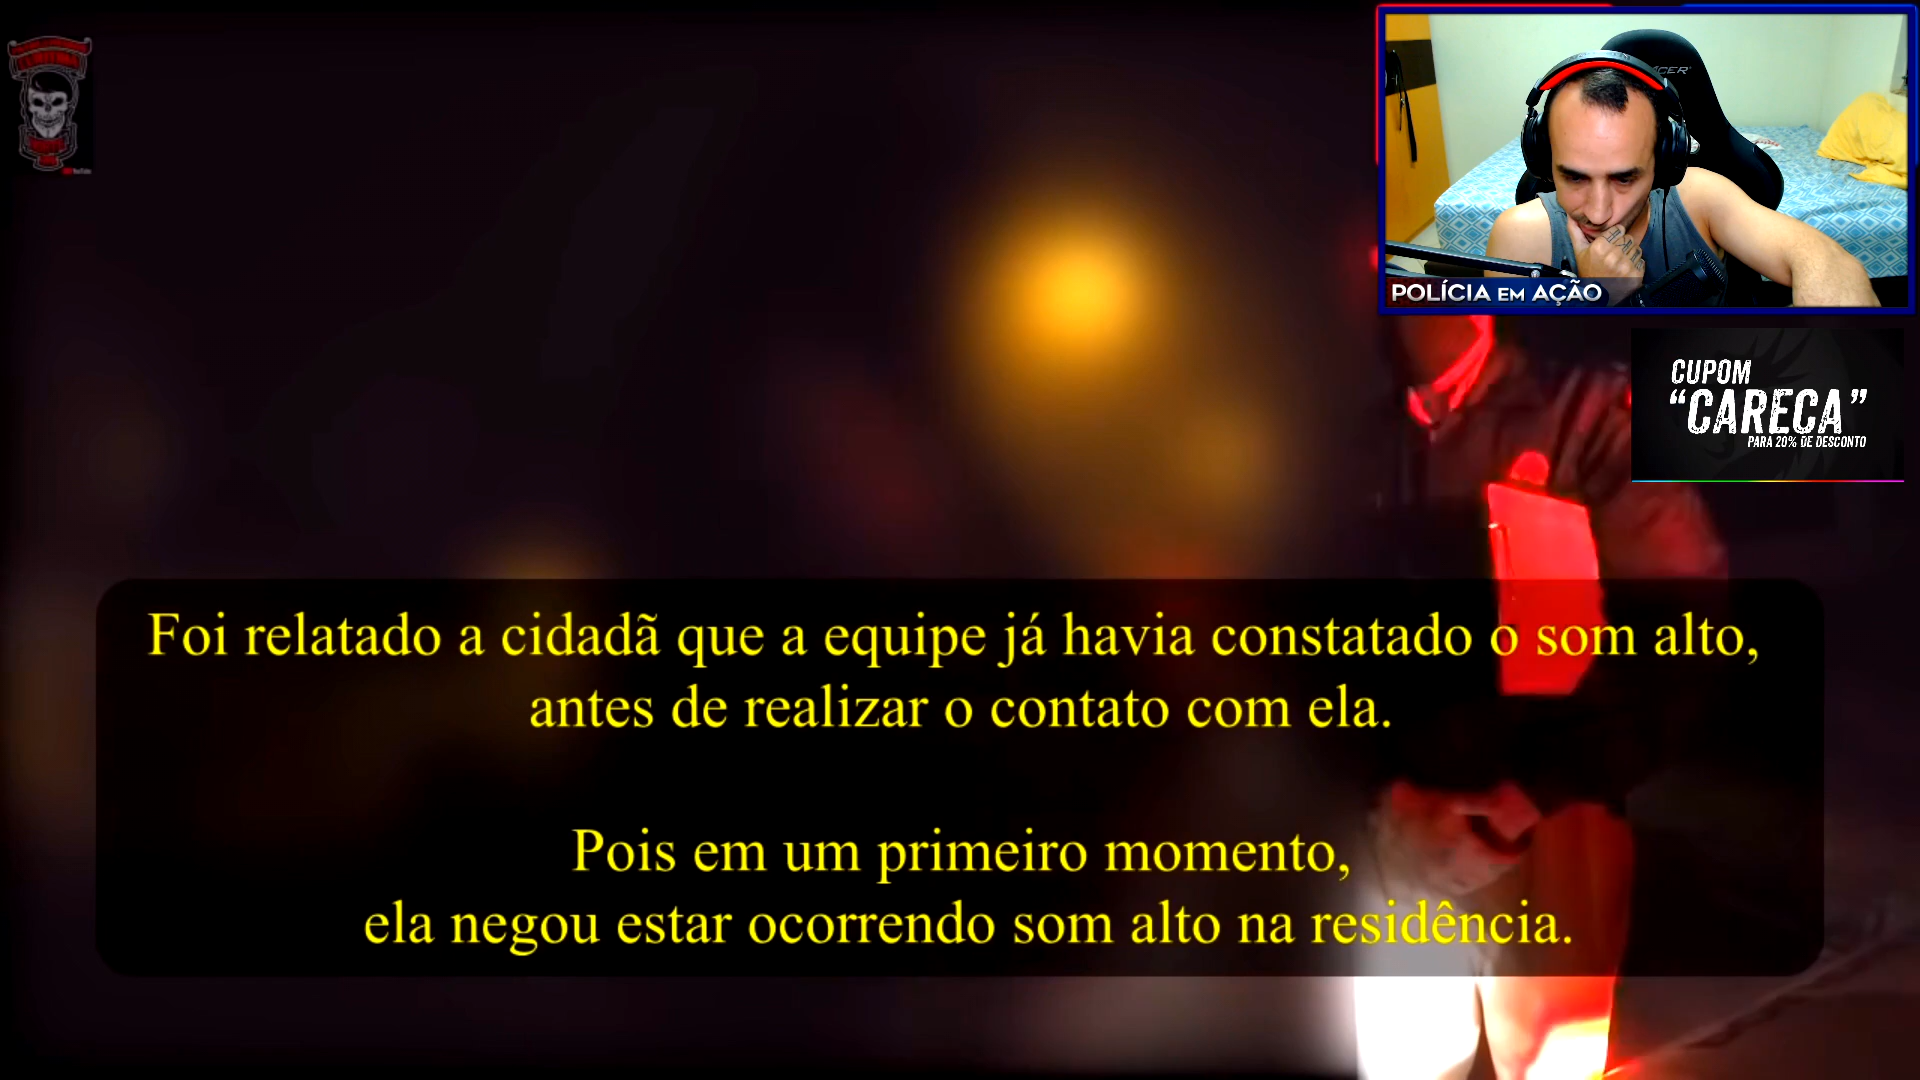 POLÍCIA EM AÇÃO
CUPOM
“CARECA”
PARA 20% DE DESCONTO
Foi relatado a cidadã que a equipe já havia constatado o som alto,
antes de realizar o contato com ela.
Pois em um primeiro momento,
ela negou estar ocorrendo som alto na residência.